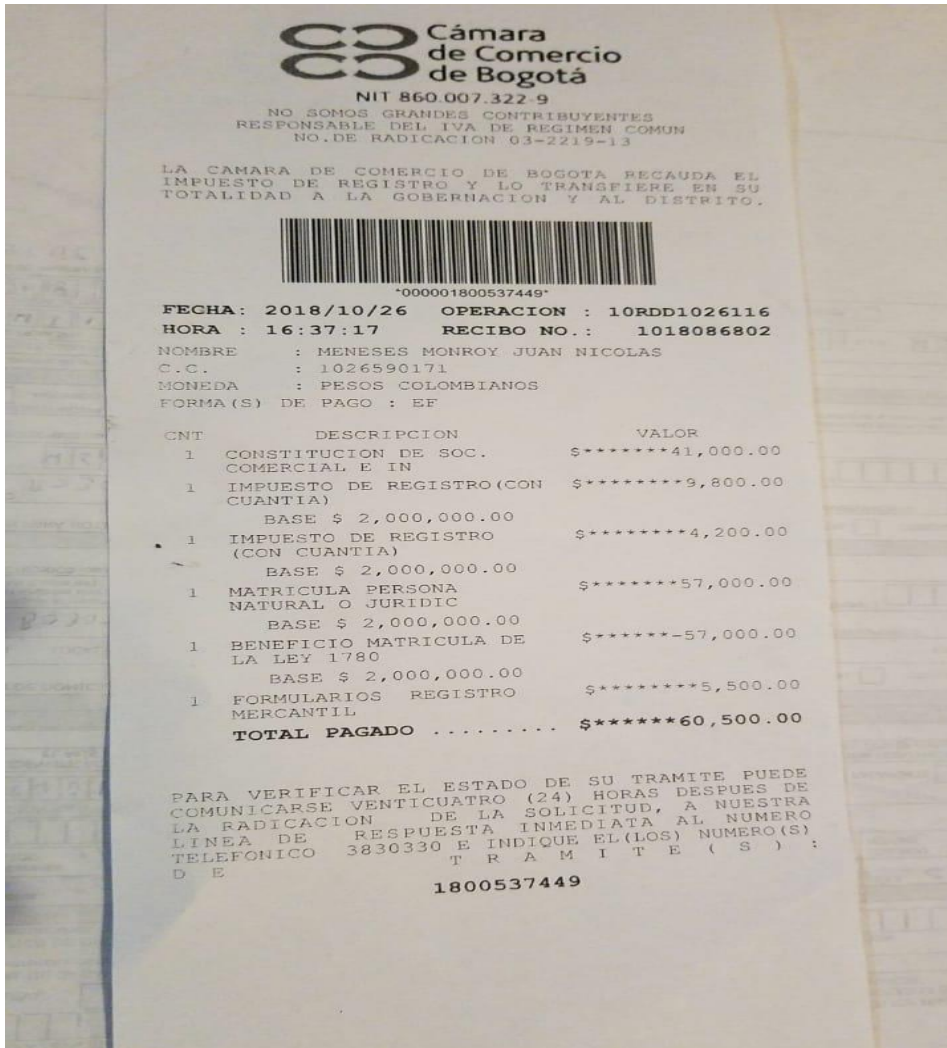 Cámara
de Comercio
de Bogotá
NIT 860.007.322-9
NO SOMOS GRANDES CONTRIBUYENTES
RESPONSABLE DEL IVA DE REGIMEN COMUN
NO.DE RADICACION 03-2219-13
LA CAMARA DE COMERCIO DE BOGOTA RECAUDA EL
IMPUESTO DE REGISTRO Y LO TRANSFIERE EN SU
TOTALIDAD A LA GOBERNACION Y AL DISTRITO.
*000001800537449*
FECHA: 2018/10/26 OPERACION : 10RDD1026116
HORA : 16:37:17 RECIBO NO.: 1018086802
NOMBRE : MENESES MONROY JUAN NICOLAS
C.C. : 1026590171
MONEDA : PESOS COLOMBIANOS
FORMA(S) DE PAGO : EF
CNT DESCRIPCION VALOR
1 CONSTITUCION DE SOC. $*******41,000.00
COMERCIAL E IN
1 IMPUESTO DE REGISTRO(CON $********9,800.00
CUANTIA)
BASE $ 2,000,000.00
1 IMPUESTO DE REGISTRO $********4,200.00
(CON CUANTIA)
BASE $ 2,000,000.00
1 MATRICULA PERSONA $*******57,000.00
NATURAL O JURIDIC
BASE $ 2,000,000.00
1 BENEFICIO MATRICULA DE $******-57,000.00
LA LEY 1780
BASE $ 2,000,000.00
1 FORMULARIOS REGISTRO $********5,500.00
MERCANTIL
TOTAL PAGADO ......... $******60,500.00
PARA VERIFICAR EL ESTADO DE SU TRAMITE PUEDE
COMUNICARSE VENTICUATRO (24) HORAS DESPUES DE
LA RADICACION DE LA SOLICITUD, A NUESTRA
LINEA DE RESPUESTA INMEDIATA AL NUMERO
TELEFONICO 3830330 E INDIQUE EL(LOS) NUMERO(S)
D E T R A M I T E ( S ) :
1800537449